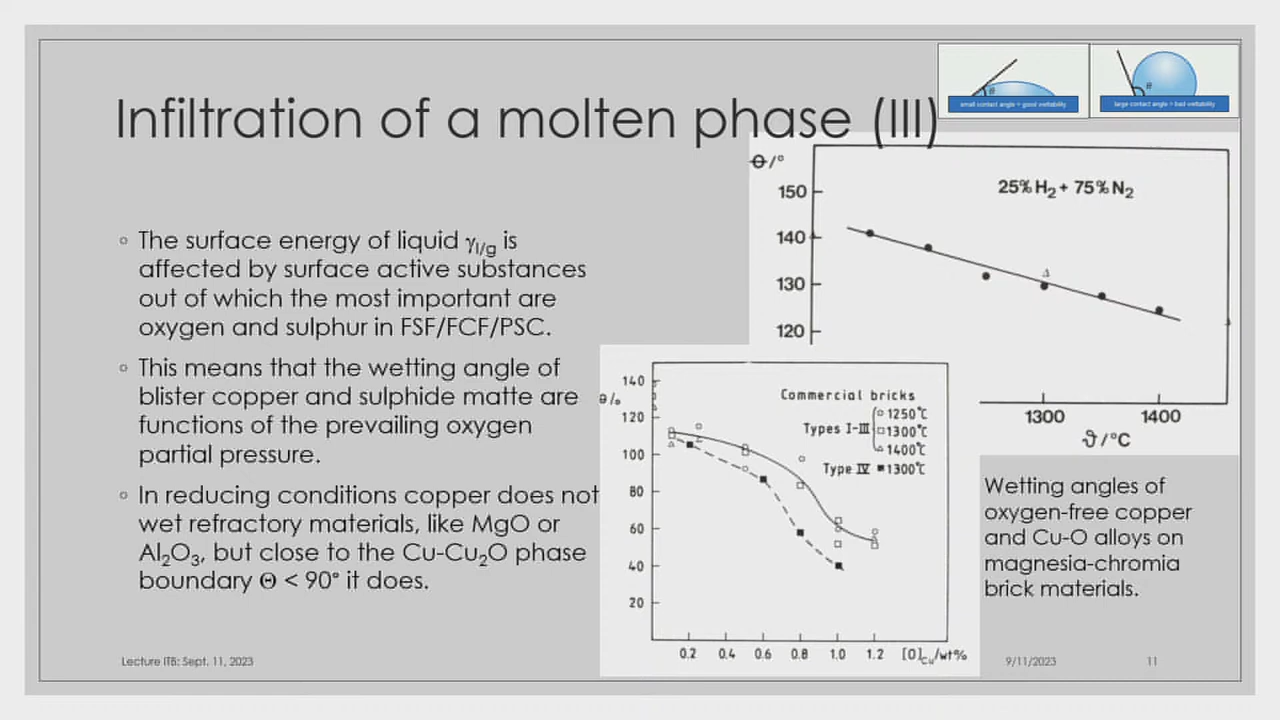 Infiltration of a molten phase (III)
θ
small contact angle = good wettability
θ
large contact angle = bad wettability
◦ The surface energy of liquid γl/g is
affected by surface active substances
out of which the most important are
oxygen and sulphur in FSF/FCF/PSC.
◦ This means that the wetting angle of
blister copper and sulphide matte are
functions of the prevailing oxygen
partial pressure.
◦ In reducing conditions copper does not
wet refractory materials, like MgO or
Al2O3, but close to the Cu-Cu2O phase
boundary Θ < 90° it does.
Θ/°
25% H2 + 75% N2
150
140
130
120
1300 1400
ϑ/°C
θ/°
140
120
100
80
60
40
20
Commercial bricks
Types I-III
○ 1250°C
□ 1300°C
△ 1400°C
Type IV ■ 1300°C
0.2 0.4 0.6 0.8 1.0 1.2 [O]Cu/wt%
Wetting angles of
oxygen-free copper
and Cu-O alloys on
magnesia-chromia
brick materials.
Lecture ITB: Sept. 11, 2023
9/11/2023
11